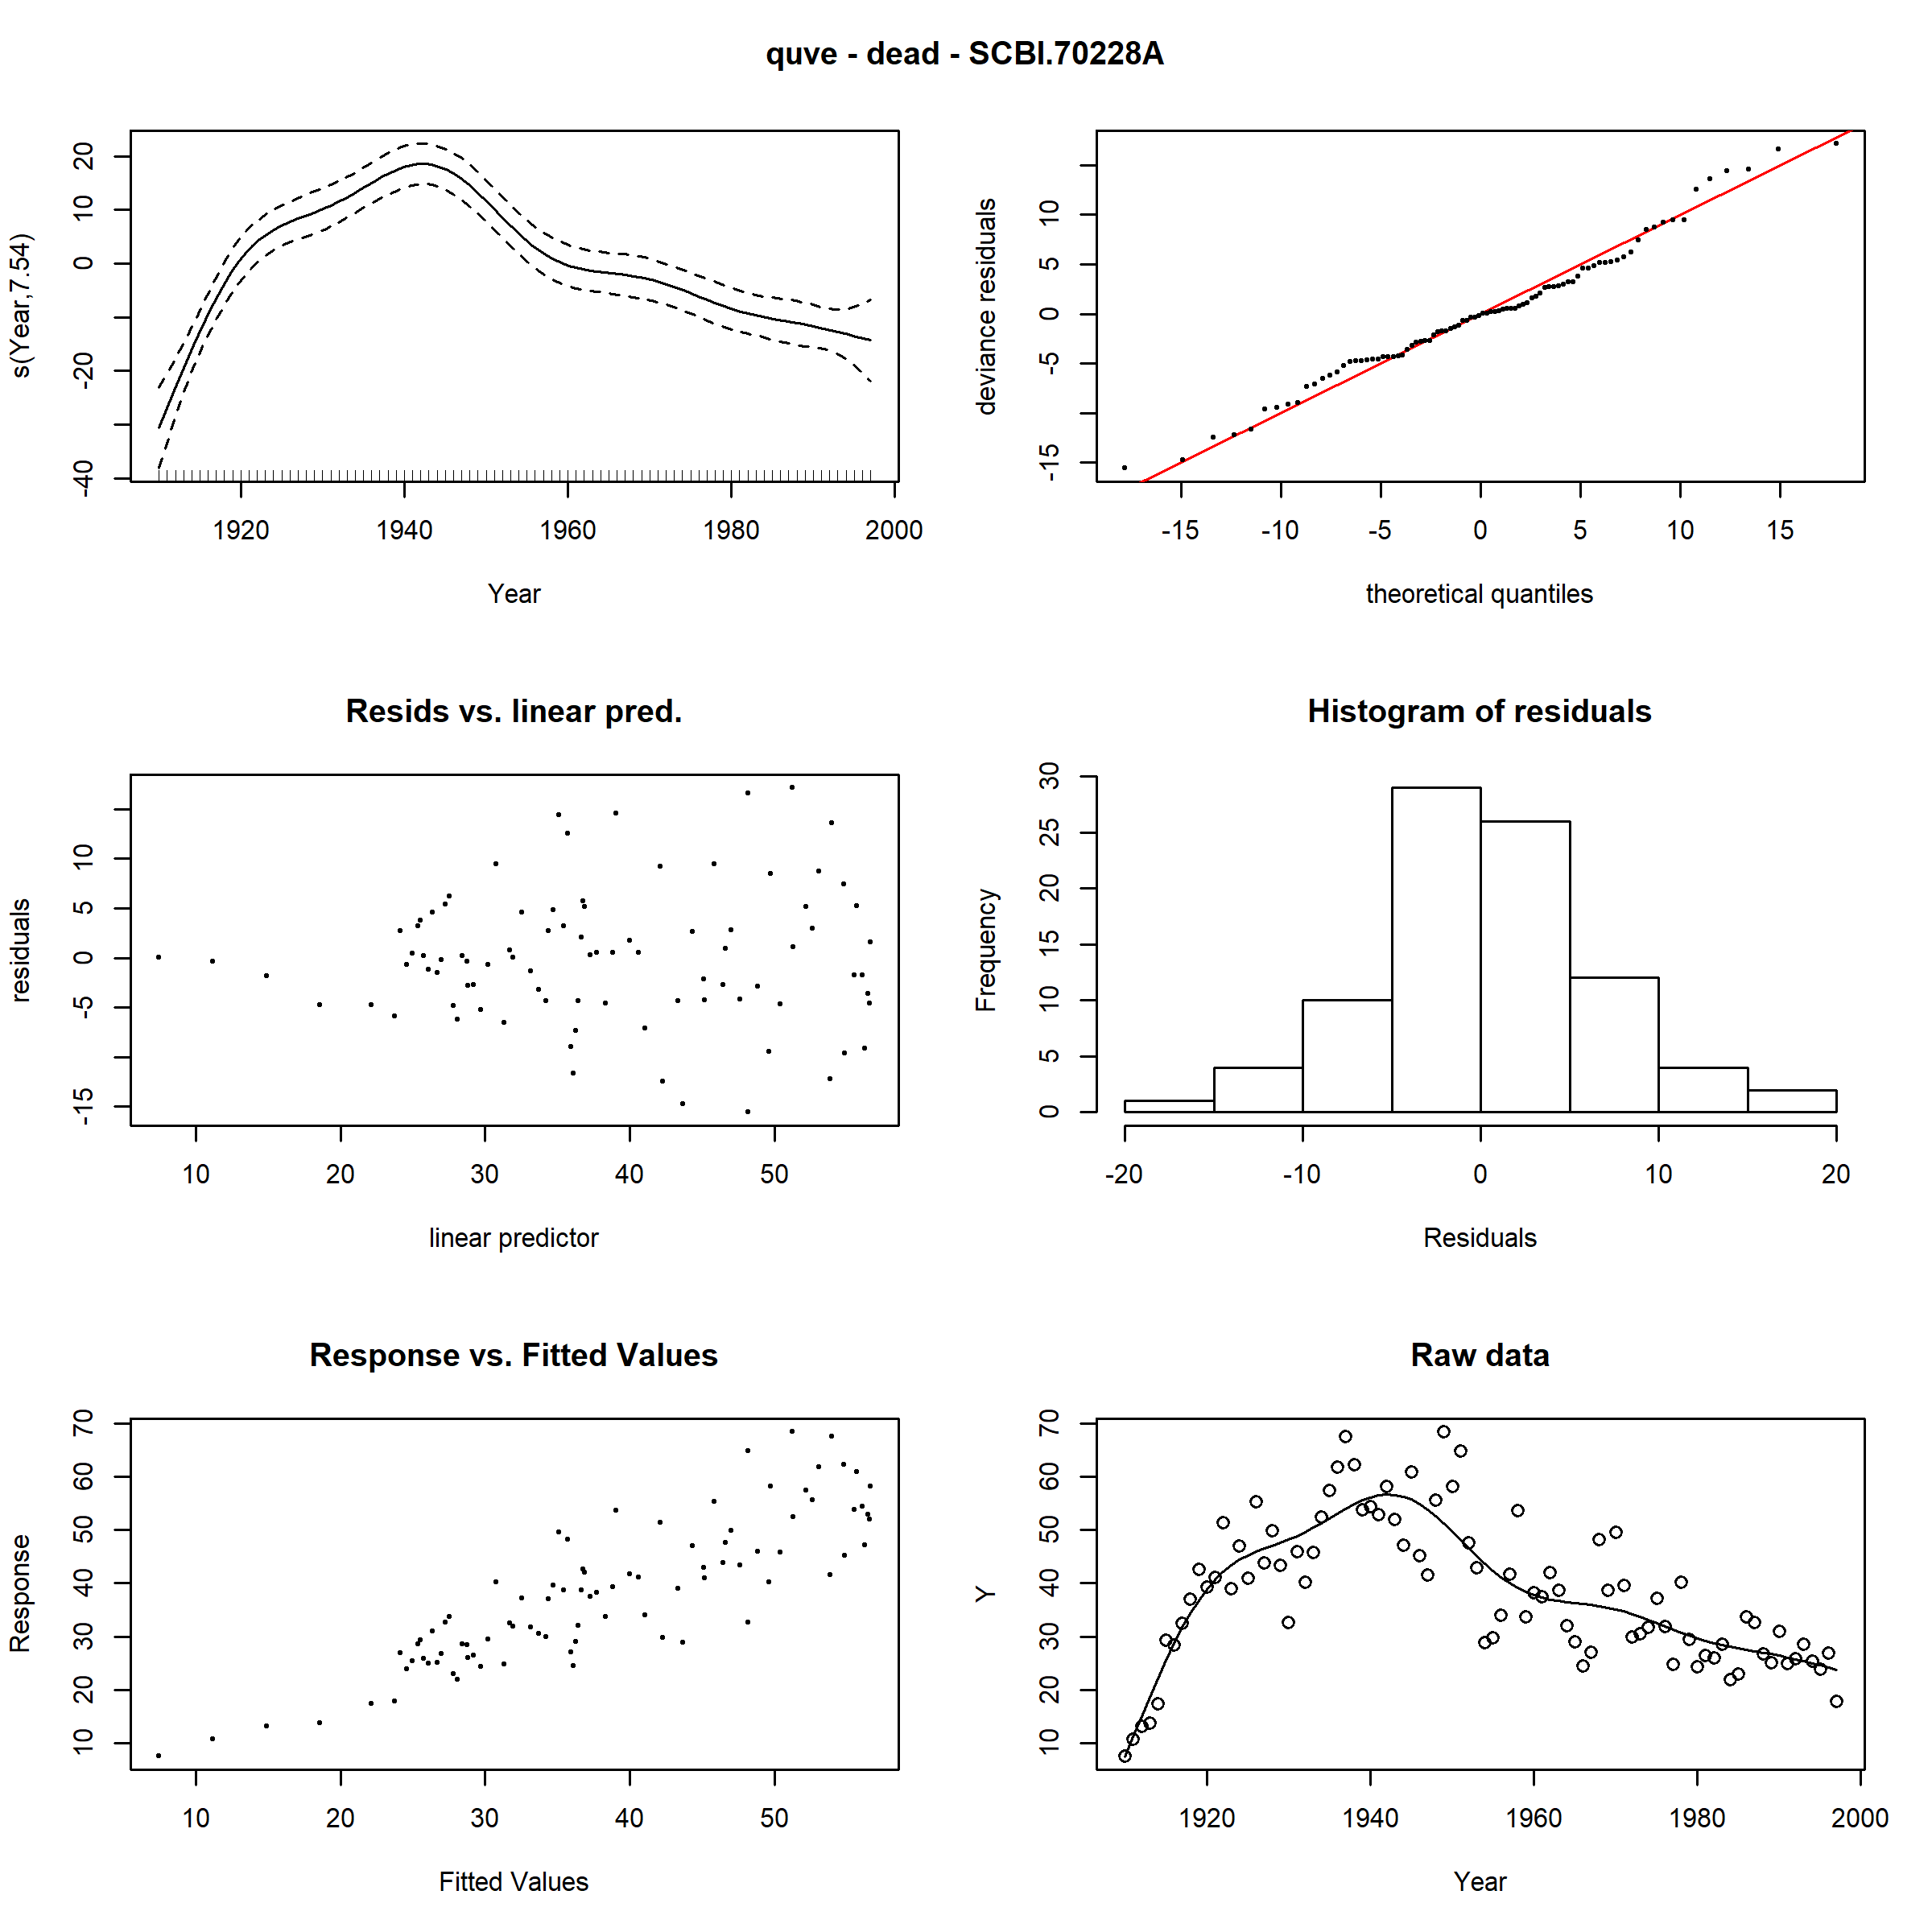 quve - dead - SCBI.70228A
s(Year,7.54)
20
10
0
-20
-40
1920 1940 1960 1980 2000
Year
deviance residuals
10
5
0
-5
-15
-15 -10 -5 0 5 10 15
theoretical quantiles
Resids vs. linear pred.
residuals
10
5
0
-5
-15
10 20 30 40 50
linear predictor
Histogram of residuals
Frequency
30
25
20
15
10
5
0
-20 -10 0 10 20
Residuals
Response vs. Fitted Values
Response
70
60
50
40
30
20
10
10 20 30 40 50
Fitted Values
Raw data
Y
70
60
50
40
30
20
10
1920 1940 1960 1980 2000
Year